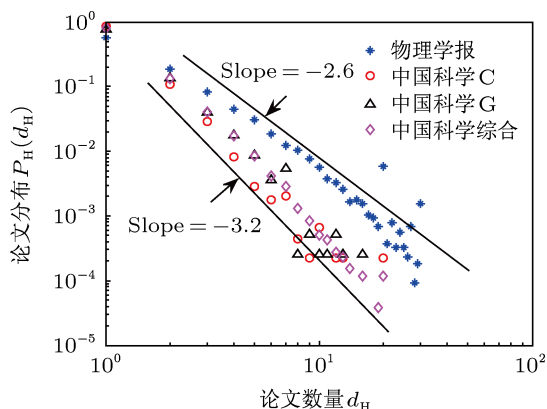 10⁰
10⁻¹
10⁻²
10⁻³
10⁻⁴
10⁻⁵
论文分布 P_H(d_H)
物理学报
中国科学C
中国科学G
中国科学综合
Slope=−2.6
Slope=−3.2
10⁰
10¹
10²
论文数量 d_H